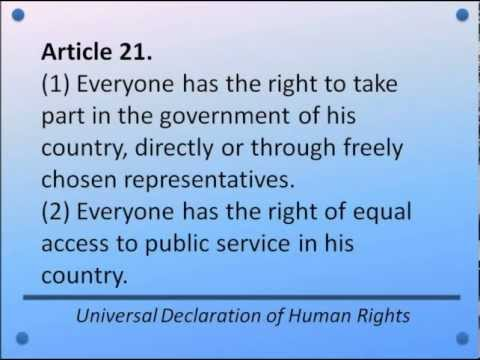 Article 21.
(1) Everyone has the right to take
part in the government of his
country, directly or through freely
chosen representatives.
(2) Everyone has the right of equal
access to public service in his
country.
Universal Declaration of Human Rights